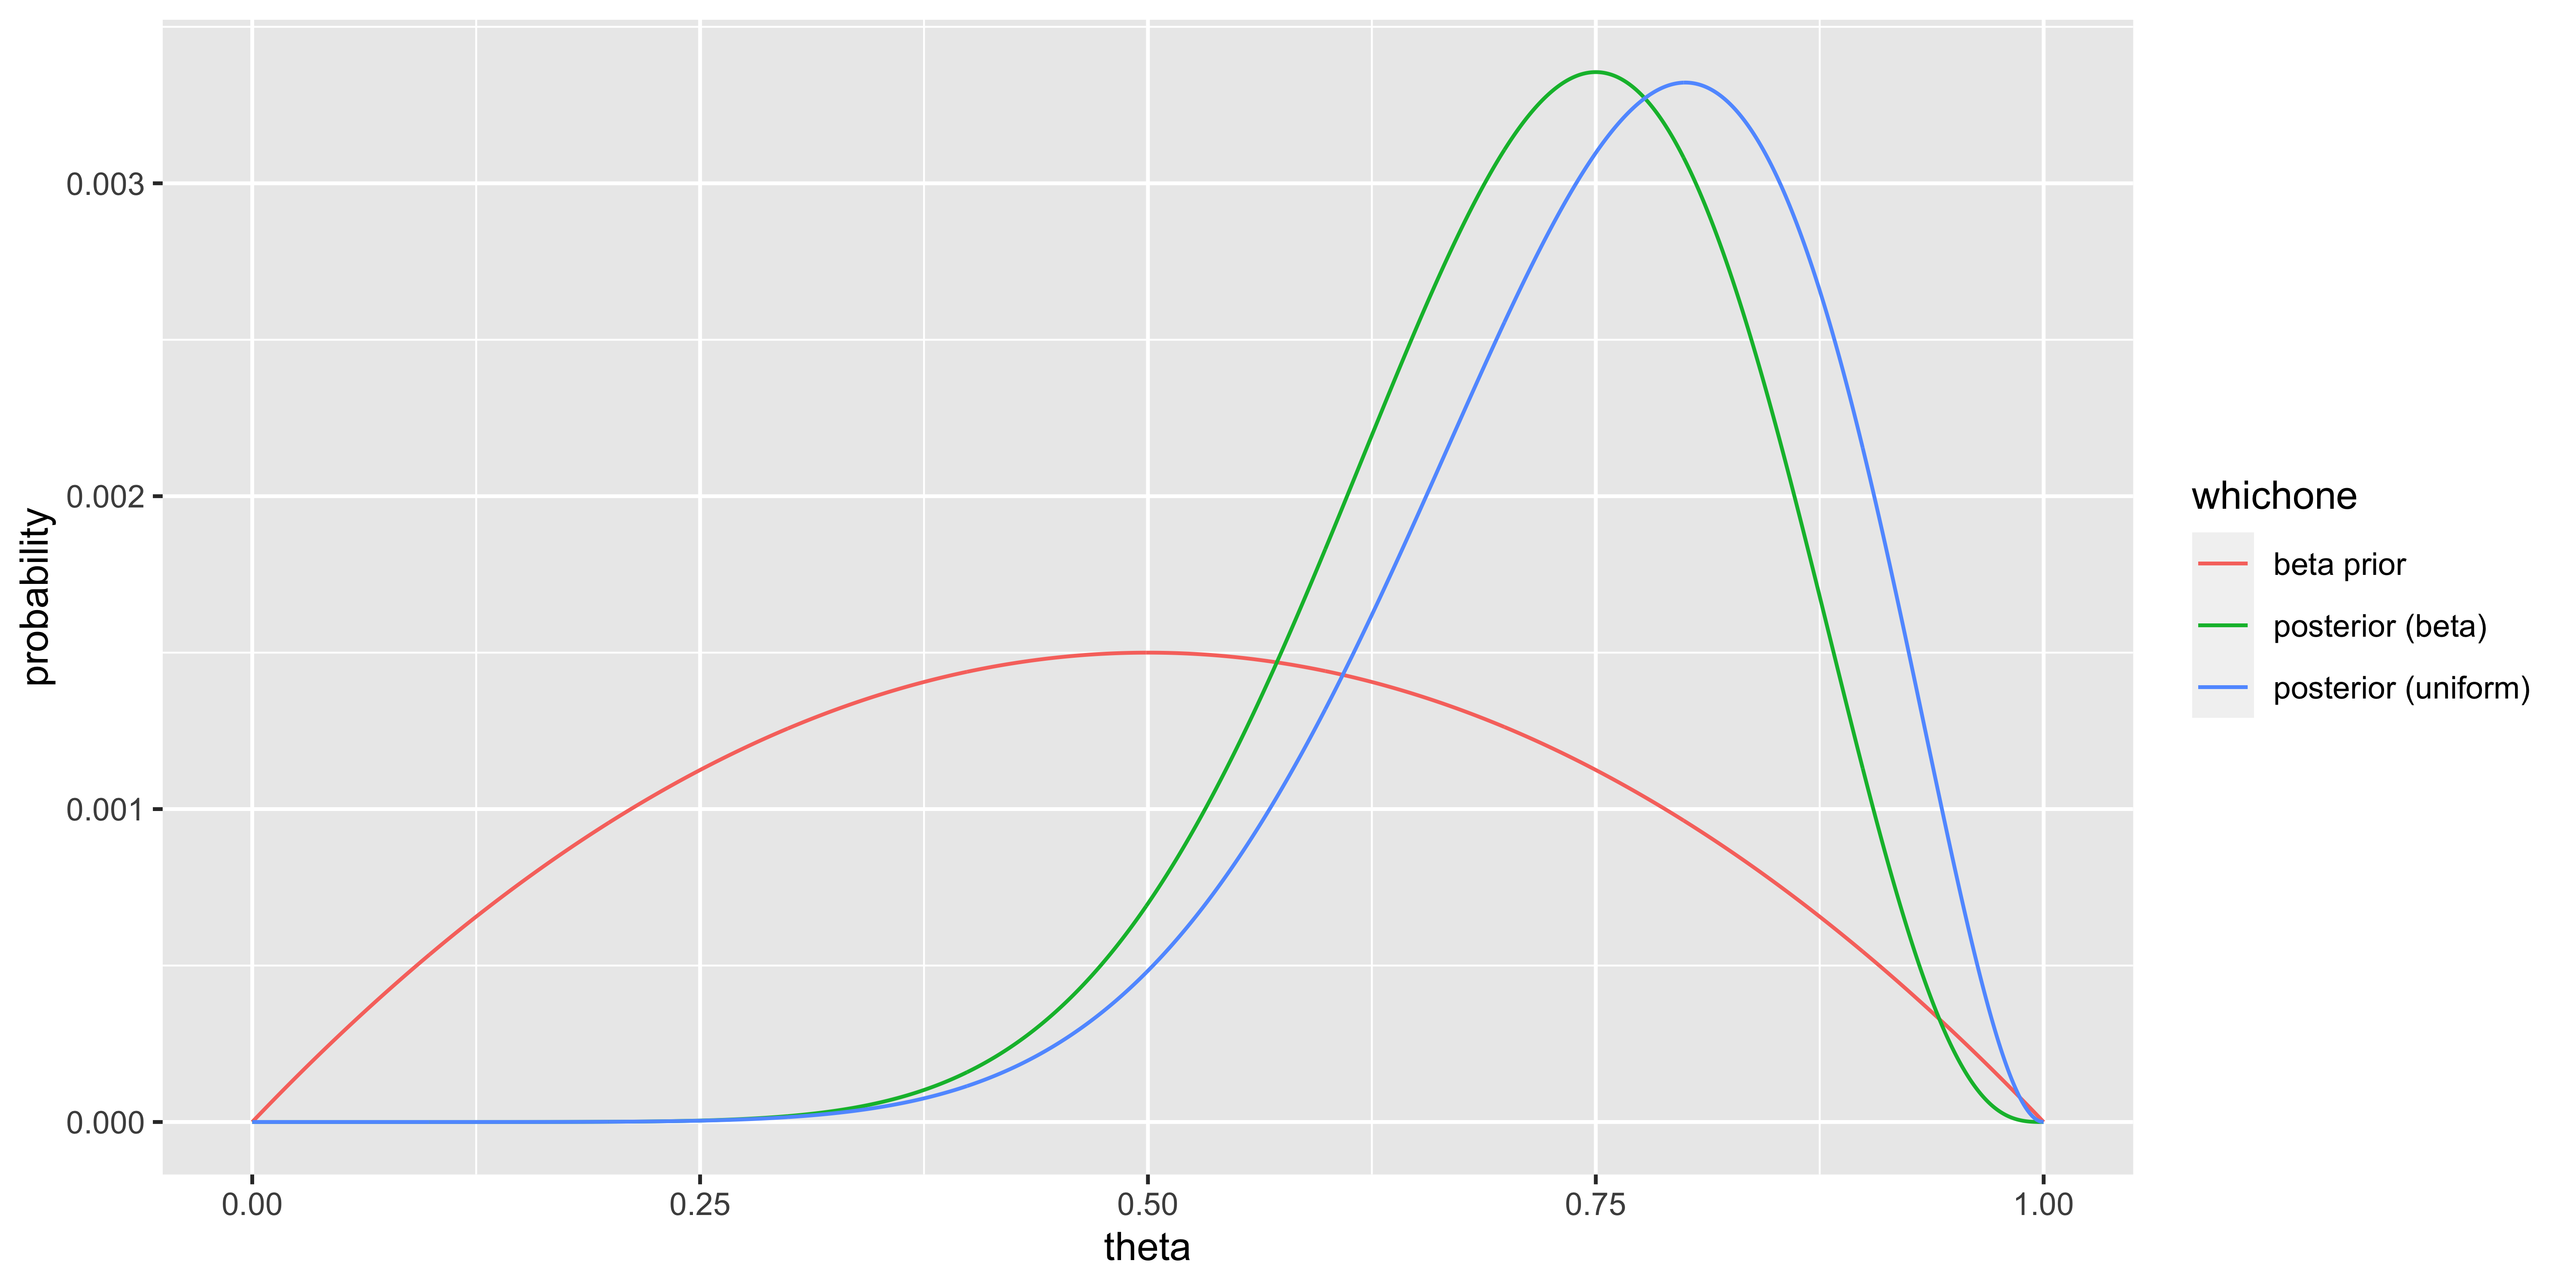 probability
0.003
0.002
0.001
0.000
0.00
0.25
0.50
0.75
1.00
theta
whichone
beta prior
posterior (beta)
posterior (uniform)